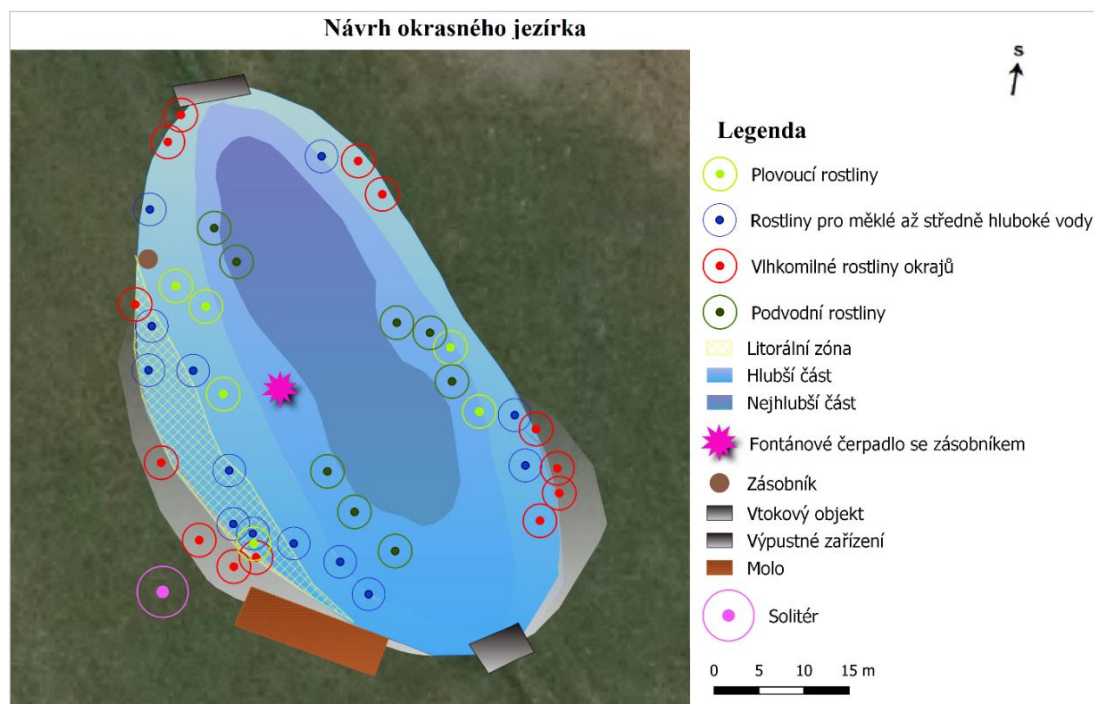 Návrh okrasného jezírka
S
Legenda
Plovoucí rostliny
Rostliny pro měklé až středně hluboké vody
Vlhkomilné rostliny okrajů
Podvodní rostliny
Litorální zóna
Hlubší část
Nejhlubší část
Fontánové čerpadlo se zásobníkem
Zásobník
Vtokový objekt
Výpustné zařízení
Molo
Solitér
0 5 10 15 m